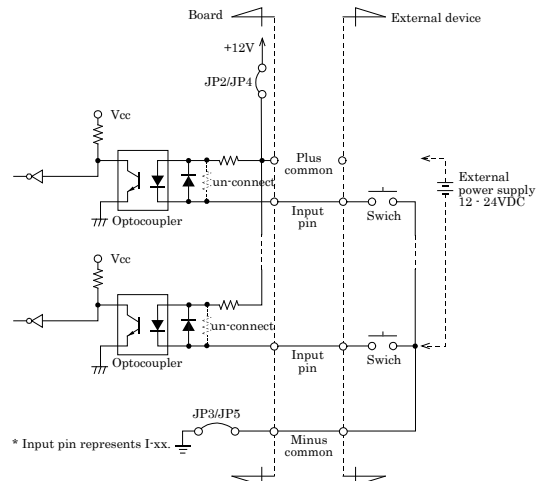 Board
External device
+12V
JP2/JP4
Vcc
Plus
common
un-connect
External
power supply
12 - 24VDC
Optocoupler
Input
pin
Swich
Vcc
un-connect
Optocoupler
Input
pin
Swich
JP3/JP5
* Input pin represents I-xx.
Minus
common